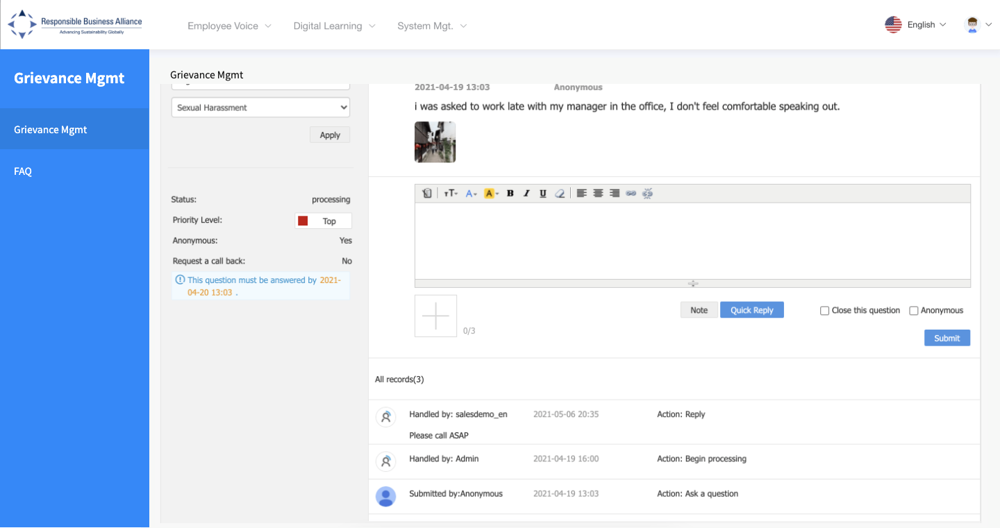 Responsible Business Alliance
Advancing Sustainability Globally
Employee Voice
Digital Learning
System Mgt.
English
Grievance Mgmt
Grievance Mgmt
FAQ
Grievance Mgmt
Sexual Harassment
Apply
Status:
processing
Priority Level:
Top
Anonymous:
Yes
Request a call back:
No
This question must be answered by 2021-
04-20 13:03 .
2021-04-19 13:03
Anonymous
i was asked to work late with my manager in the office, I don't feel comfortable speaking out.
TT
A
A
B
I
U
0/3
Note
Quick Reply
Close this question
Anonymous
Submit
All records(3)
Handled by: salesdemo_en
2021-05-06 20:35
Action: Reply
Please call ASAP
Handled by: Admin
2021-04-19 16:00
Action: Begin processing
Submitted by:Anonymous
2021-04-19 13:03
Action: Ask a question